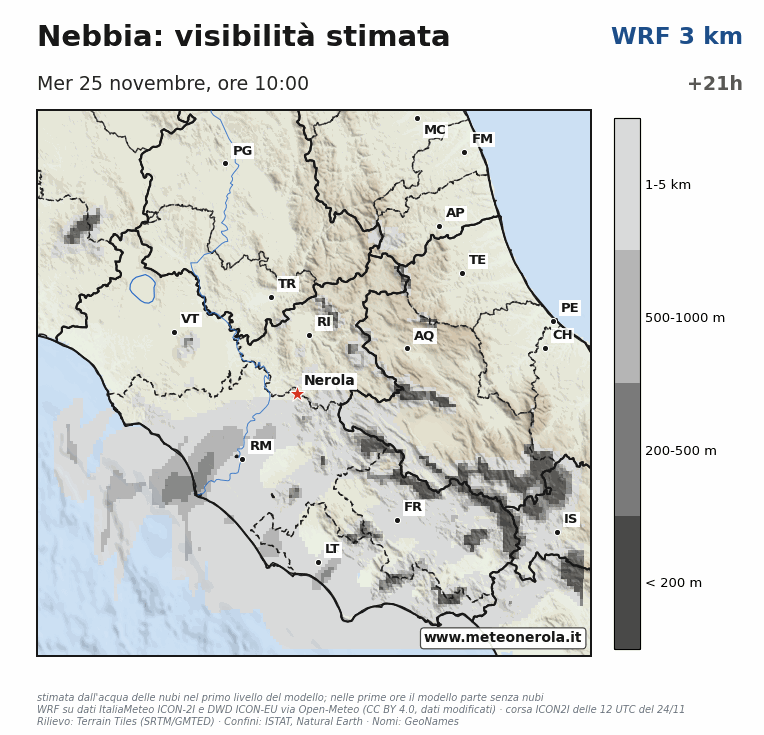 Nebbia: visibilità stimata
WRF 3 km
Mer 25 novembre, ore 10:00
+21h
MC
FM
PG
AP
TE
TR
PE
VT
RI
AQ
CH
Nerola
RM
FR
IS
LT
www.meteonerola.it
1-5 km
500-1000 m
200-500 m
< 200 m
stimata dall'acqua delle nubi nel primo livello del modello; nelle prime ore il modello parte senza nubi
WRF su dati ItaliaMeteo ICON-2I e DWD ICON-EU via Open-Meteo (CC BY 4.0, dati modificati) · corsa ICON2I delle 12 UTC del 24/11
Rilievo: Terrain Tiles (SRTM/GMTED) · Confini: ISTAT, Natural Earth · Nomi: GeoNames